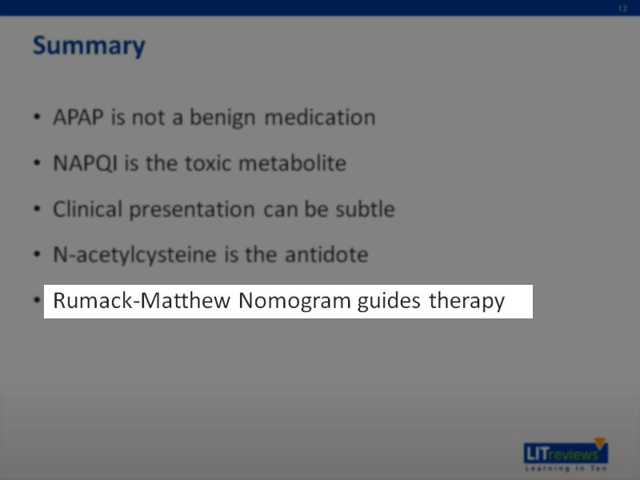 12
Summary
• APAP is not a benign medication
• NAPQI is the toxic metabolite
• Clinical presentation can be subtle
• N-acetylcysteine is the antidote
• Rumack-Matthew Nomogram guides therapy
LITreviews
Learning In Ten